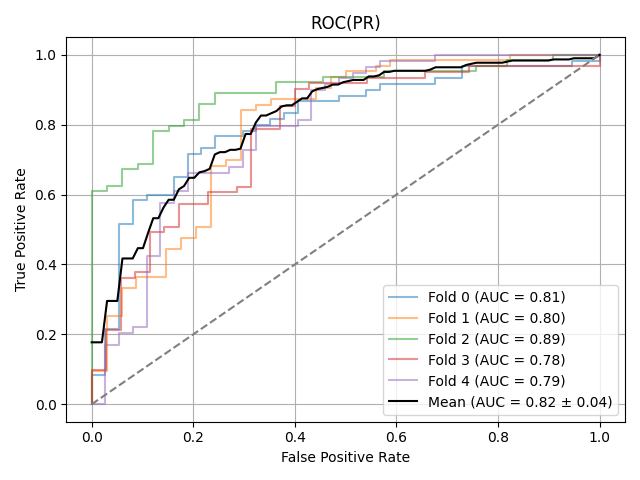 ROC(PR)
True Positive Rate
1.0
0.8
0.6
0.4
0.2
0.0
Fold 0 (AUC = 0.81)
Fold 1 (AUC = 0.80)
Fold 2 (AUC = 0.89)
Fold 3 (AUC = 0.78)
Fold 4 (AUC = 0.79)
Mean (AUC = 0.82 ± 0.04)
0.0 0.2 0.4 0.6 0.8 1.0
False Positive Rate